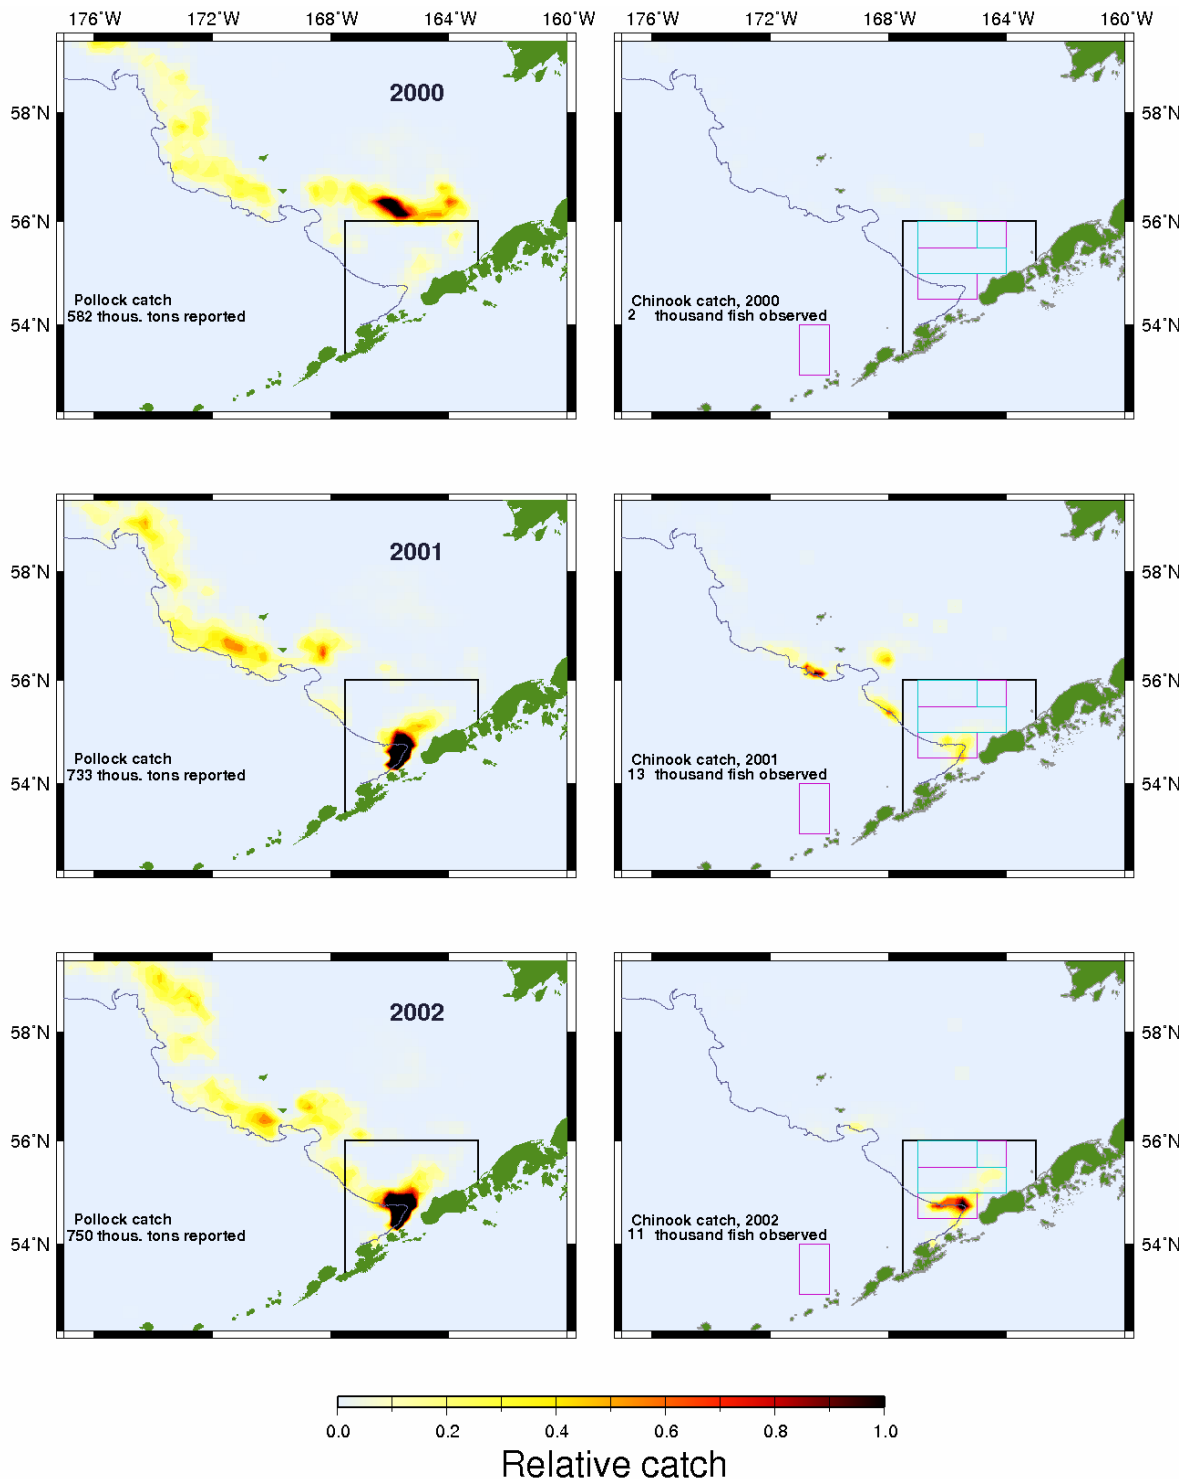 176°W 172°W 168°W 164°W 160°W 176°W 172°W 168°W 164°W 160°W
58°N 2000 58°N
56°N 56°N
Pollock catch Chinook catch, 2000
582 thous. tons reported 2 thousand fish observed
54°N 54°N
2001
58°N 58°N
56°N 56°N
Pollock catch Chinook catch, 2001
733 thous. tons reported 13 thousand fish observed
54°N 54°N
2002
58°N 58°N
56°N 56°N
Pollock catch Chinook catch, 2002
750 thous. tons reported 11 thousand fish observed
54°N 54°N
0.0 0.2 0.4 0.6 0.8 1.0
Relative catch